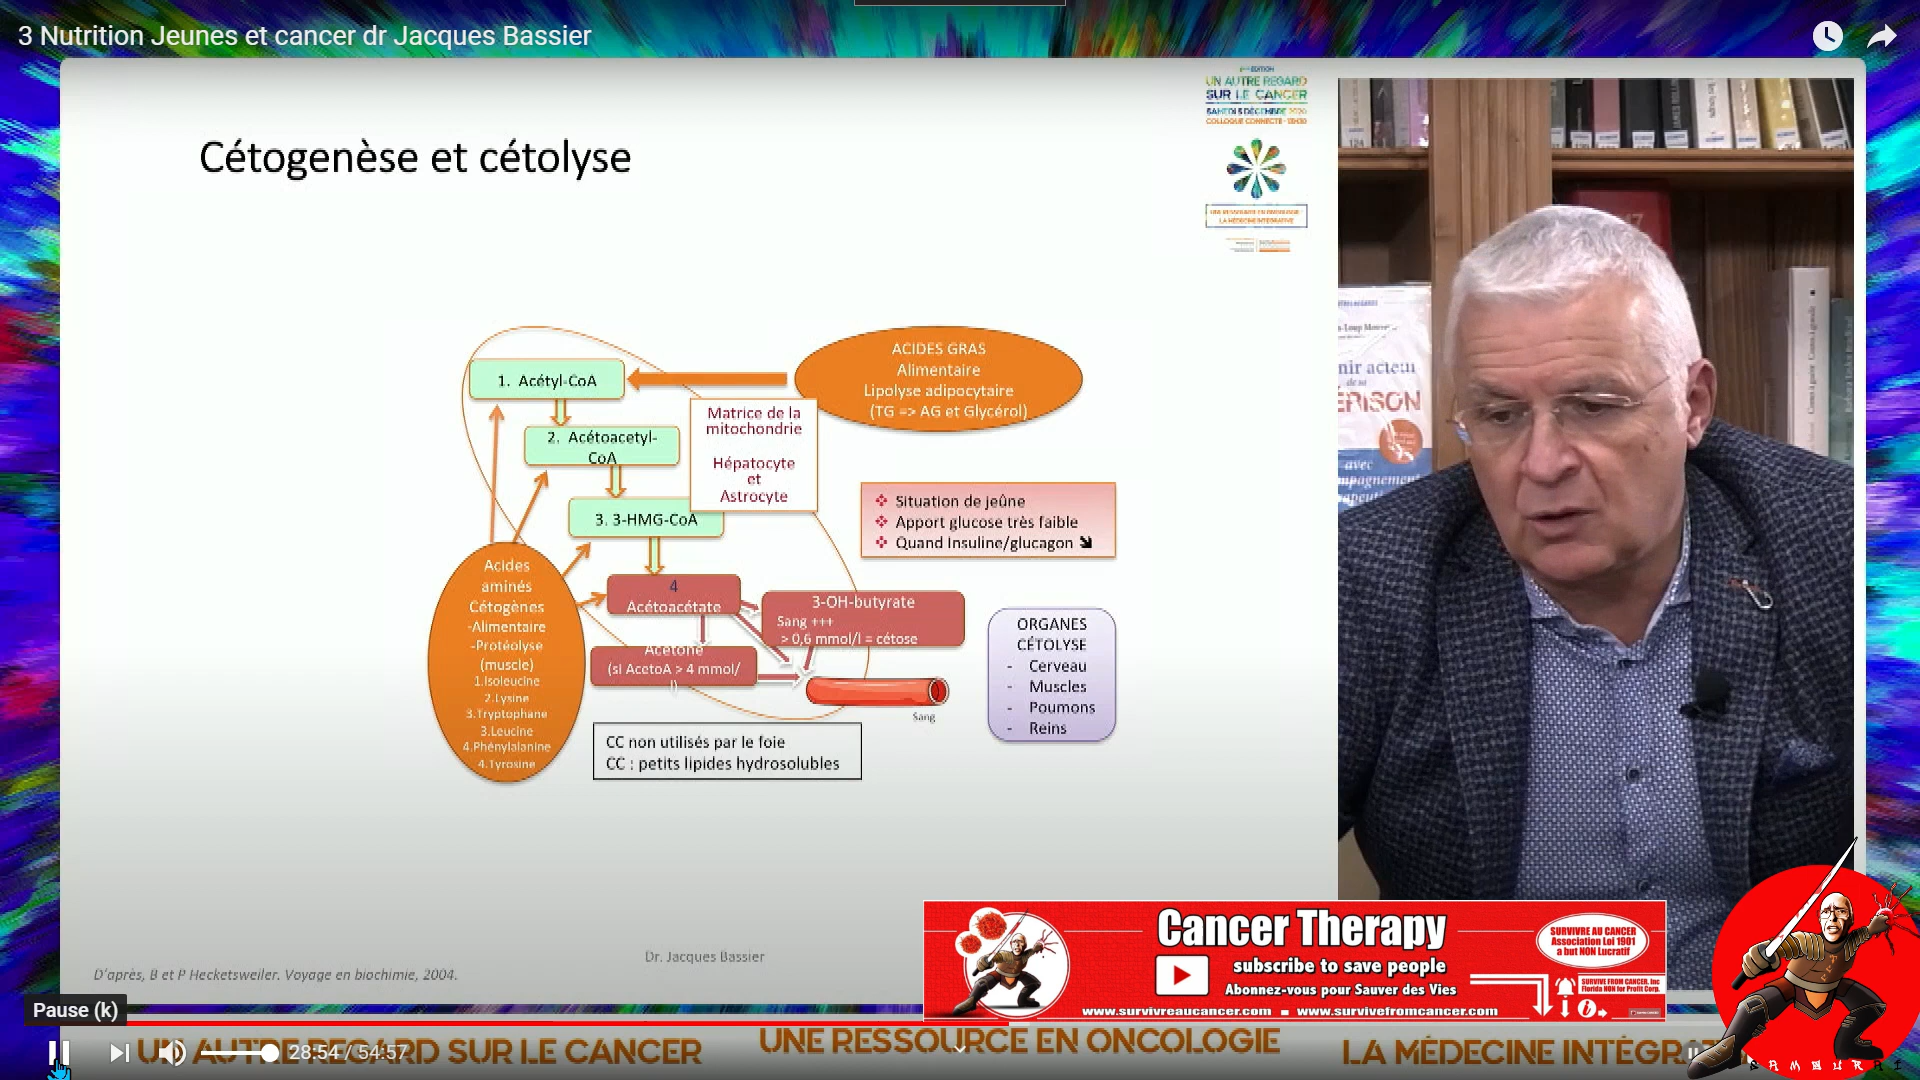 3 Nutrition Jeunes et cancer dr Jacques Bassier
Cétogenèse et cétolyse
UN AUTRE REGARD
SUR LE CANCER
SAMEDI 5 DÉCEMBRE 2020
COLLOQUE CONNECTÉ - 13H30
UNE RESSOURCE EN ONCOLOGIE
LA MÉDECINE INTÉGRATIVE
1. Acétyl-CoA
2. Acétoacetyl-
CoA
3. 3-HMG-CoA
ACIDES GRAS
Alimentaire
Lipolyse adipocytaire
(TG => AG et Glycérol)
Matrice de la
mitochondrie
Hépatocyte
et
Astrocyte
Situation de jeûne
Apport glucose très faible
Quand Insuline/glucagon
Acides
aminés
Cétogènes
-Alimentaire
-Protéolyse
(muscle)
1.Isoleucine
2.Lysine
3.Tryptophane
3.Leucine
4.Phénylalanine
4.Tyrosine
4
Acétoacétate
3-OH-butyrate
Sang +++
> 0,6 mmol/l = cétose
Acetone
(si AcetoA > 4 mmol/
l)
Sang
ORGANES
CÉTOLYSE
- Cerveau
- Muscles
- Poumons
- Reins
CC non utilisés par le foie
CC : petits lipides hydrosolubles
Dr. Jacques Bassier
D'après, B et P Hecketsweiler. Voyage en biochimie, 2004.
nir acteur
de sa
ÉRISON
avec
Cancer Therapy
subscribe to save people
Abonnez-vous pour Sauver des Vies
www.survivreaucancer.com - www.survivefromcancer.com
SURVIVRE AU CANCER
Association Loi 1901
a but NON Lucratif
SURVIVE FROM CANCER. Inc
Florida NON for Profit Corp.
Pause (k)
28:54 / 54:57
UN AUTRE REGARD SUR LE CANCER
UNE RESSOURCE EN ONCOLOGIE
LA MÉDECINE INTÉGR
SAMURAI